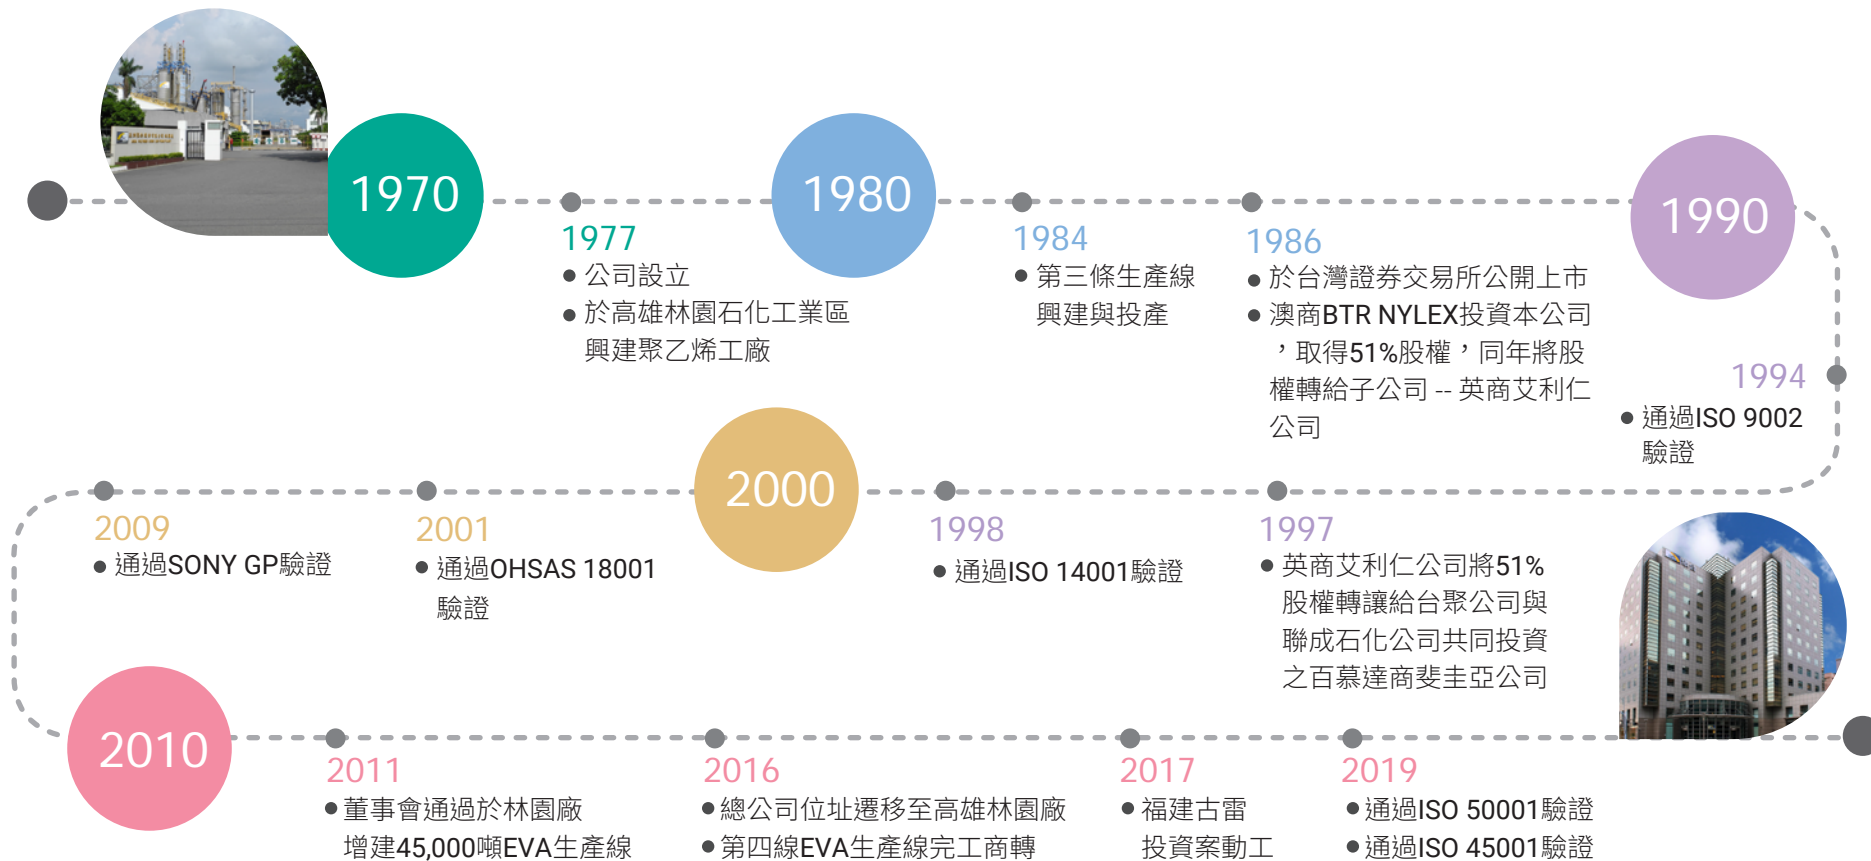 1970
1977
公司設立
於高雄林園石化工業區
興建聚乙烯工廠
1980
1984
第三條生產線
興建與投產
1986
於台灣證券交易所公開上市
澳商BTR NYLEX投資本公司
，取得51%股權，同年將股
權轉給子公司 -- 英商艾利仁
公司
1990
1994
通過ISO 9002
驗證
1997
英商艾利仁公司將51%
股權轉讓給台聚公司與
聯成石化公司共同投資
之百慕達商斐圭亞公司
1998
通過ISO 14001驗證
2000
2001
通過OHSAS 18001
驗證
2009
通過SONY GP驗證
2010
2011
董事會通過於林園廠
增建45,000噸EVA生產線
2016
總公司位址遷移至高雄林園廠
第四線EVA生產線完工商轉
2017
福建古雷
投資案動工
2019
通過ISO 50001驗證
通過ISO 45001驗證